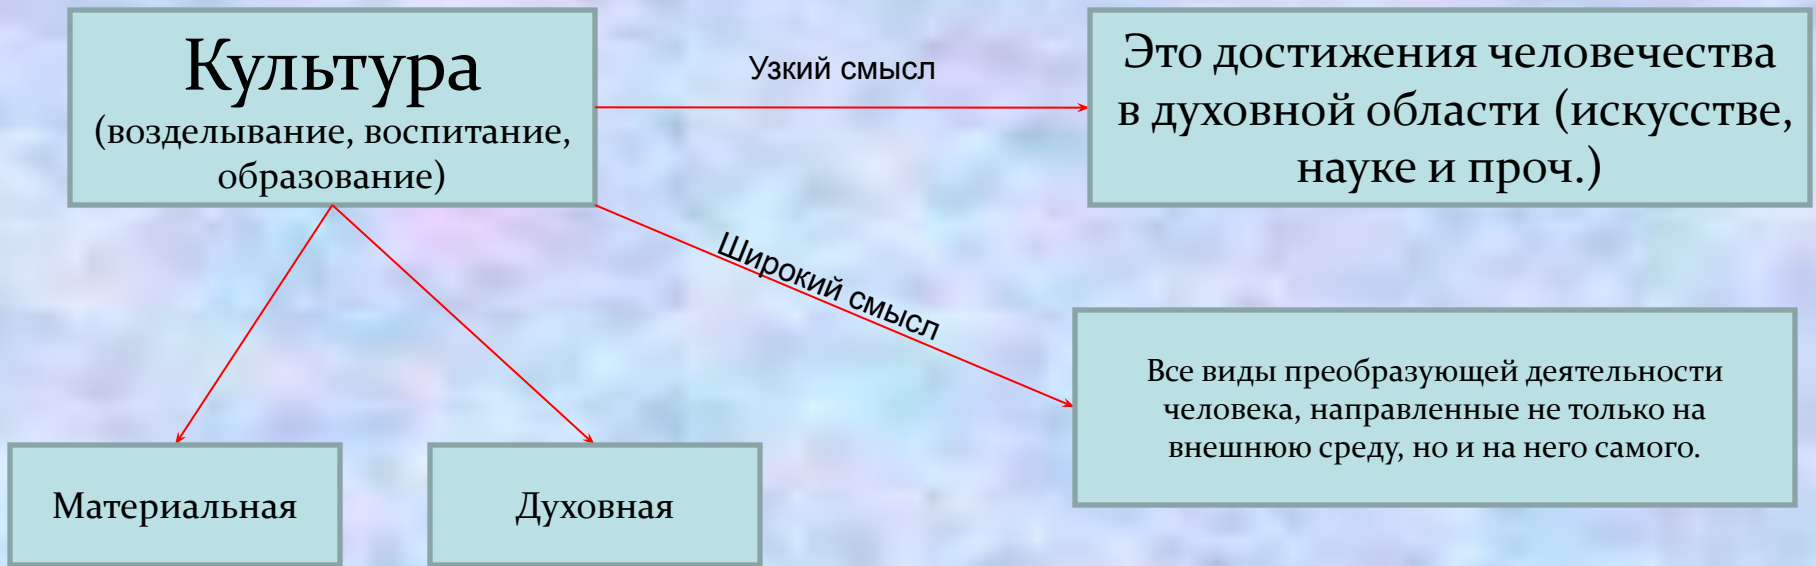 Культура
(возделывание, воспитание,
образование)
Узкий смысл
Это достижения человечества
в духовной области (искусстве,
науке и проч.)
Широкий смысл
Все виды преобразующей деятельности
человека, направленные не только на
внешнюю среду, но и на него самого.
Материальная
Духовная